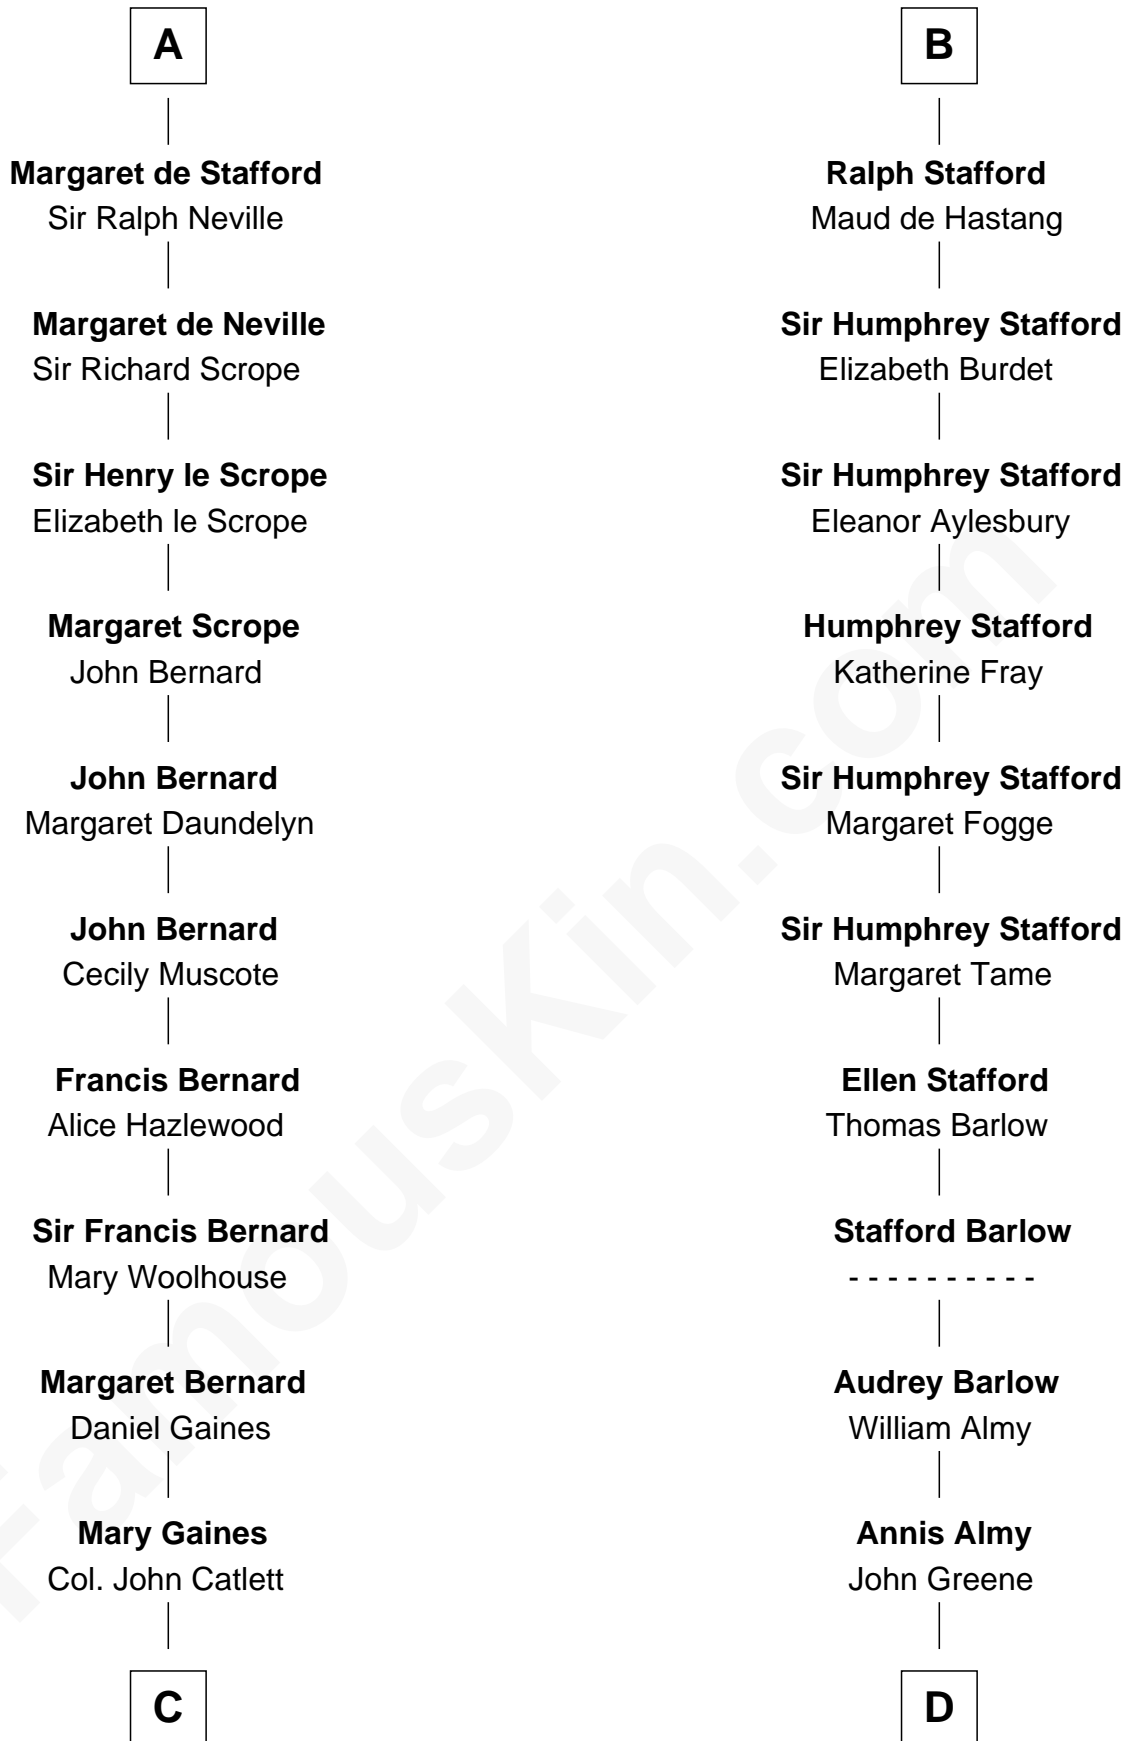 A
Margaret de Stafford
Sir Ralph Neville
Margaret de Neville
Sir Richard Scrope
Sir Henry le Scrope
Elizabeth le Scrope
Margaret Scrope
John Bernard
John Bernard
Margaret Daundelyn
John Bernard
Cecily Muscote
Francis Bernard
Alice Hazlewood
Sir Francis Bernard
Mary Woolhouse
Margaret Bernard
Daniel Gaines
Mary Gaines
Col. John Catlett
C
B
Ralph Stafford
Maud de Hastang
Sir Humphrey Stafford
Elizabeth Burdet
Sir Humphrey Stafford
Eleanor Aylesbury
Humphrey Stafford
Katherine Fray
Sir Humphrey Stafford
Margaret Fogge
Sir Humphrey Stafford
Margaret Tame
Ellen Stafford
Thomas Barlow
Stafford Barlow
- - - - - - - - - -
Audrey Barlow
William Almy
Annis Almy
John Greene
D
FamousKin.com